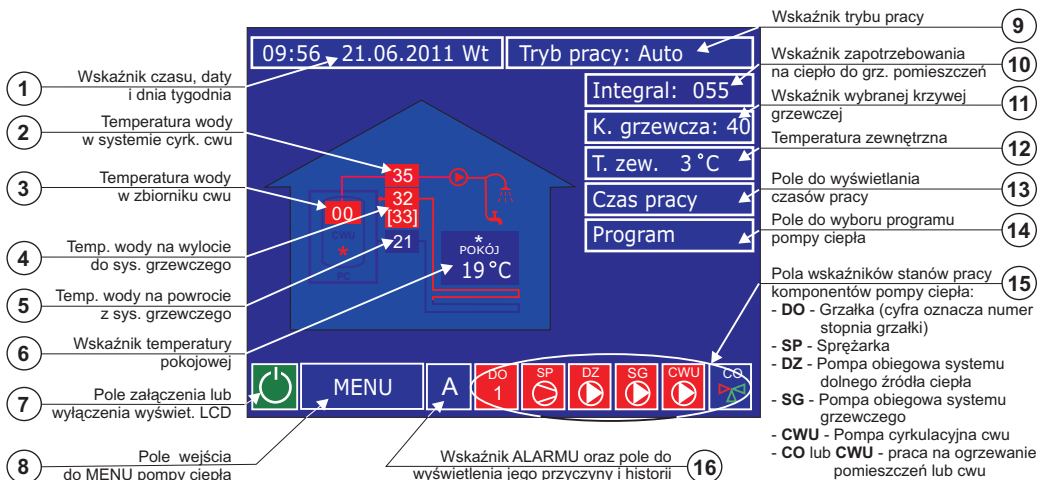 Wskaźnik czasu, daty
i dnia tygodnia
1
Temperatura wody
w systemie cyrk. cwu
2
Temperatura wody
w zbiorniku cwu
3
Temp. wody na wylocie
do sys. grzewczego
4
Temp. wody na powrocie
z sys. grzewczego
5
Wskaźnik temperatury
pokojowej
6
Pole załączenia lub
wyłączenia wyświet. LCD
7
Pole wejścia
do MENU pompy ciepła
8
09:56 21.06.2011 Wt
Tryb pracy: Auto
Integral: 055
K. grzewcza: 40
T. zew. 3 °C
Czas pracy
Program
35
32
[33]
21
00
CWU
*
PC
*
POKÓJ
19 °C
MENU
A
DO
1
SP
DZ
SG
CWU
CO
Wskaźnik trybu pracy
9
Wskaźnik zapotrzebowania
na ciepło do grz. pomieszczeń
10
Wskaźnik wybranej krzywej
grzewczej
11
Temperatura zewnętrzna
12
Pole do wyświetlania
czasów pracy
13
Pole do wyboru programu
pompy ciepła
14
Pola wskaźników stanów pracy
komponentów pompy ciepła:
15
- DO - Grzałka (cyfra oznacza numer
stopnia grzałki)
- SP - Sprężarka
- DZ - Pompa obiegowa systemu
dolnego źródła ciepła
- SG - Pompa obiegowa systemu
grzewczego
- CWU - Pompa cyrkulacyjna cwu
- CO lub CWU - praca na ogrzewanie
pomieszczeń lub cwu
Wskaźnik ALARMU oraz pole do
wyświetlenia jego przyczyny i historii
16